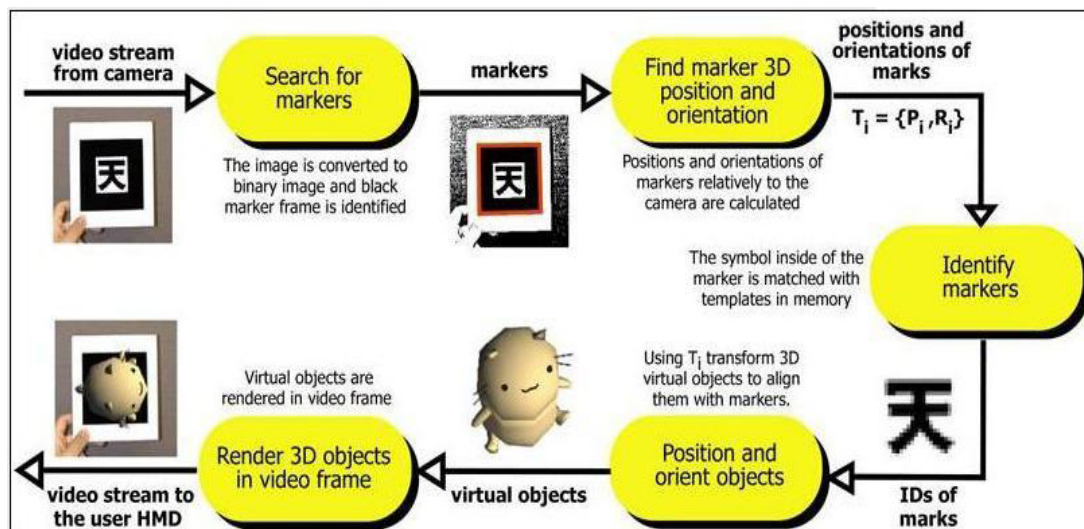 video stream
from camera
天
Search for
markers
The image is converted to
binary image and black
marker frame is identified
markers
天
Find marker 3D
position and
orientation
Positions and orientations of
markers relatively to the
camera are calculated
positions and
orientations of
marks
Ti = {Pi ,Ri}
Identify
markers
The symbol inside of the
marker is matched with
templates in memory
天
IDs of
marks
Using Ti transform 3D
virtual objects to align
them with markers.
Position and
orient objects
virtual objects
Virtual objects are
rendered in video frame
Render 3D objects
in video frame
video stream to
the user HMD